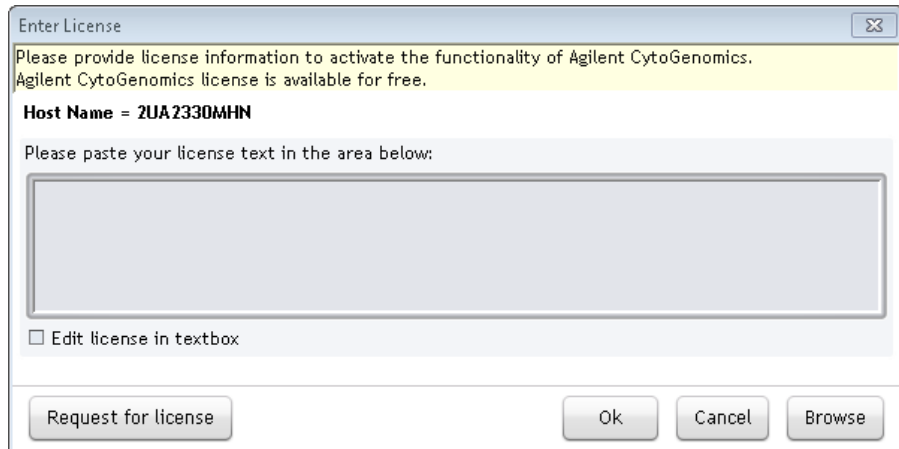 Enter License
Please provide license information to activate the functionality of Agilent CytoGenomics.
Agilent CytoGenomics license is available for free.
Host Name = 2UA2330MHN
Please paste your license text in the area below:
Edit license in textbox
Request for license Ok Cancel Browse